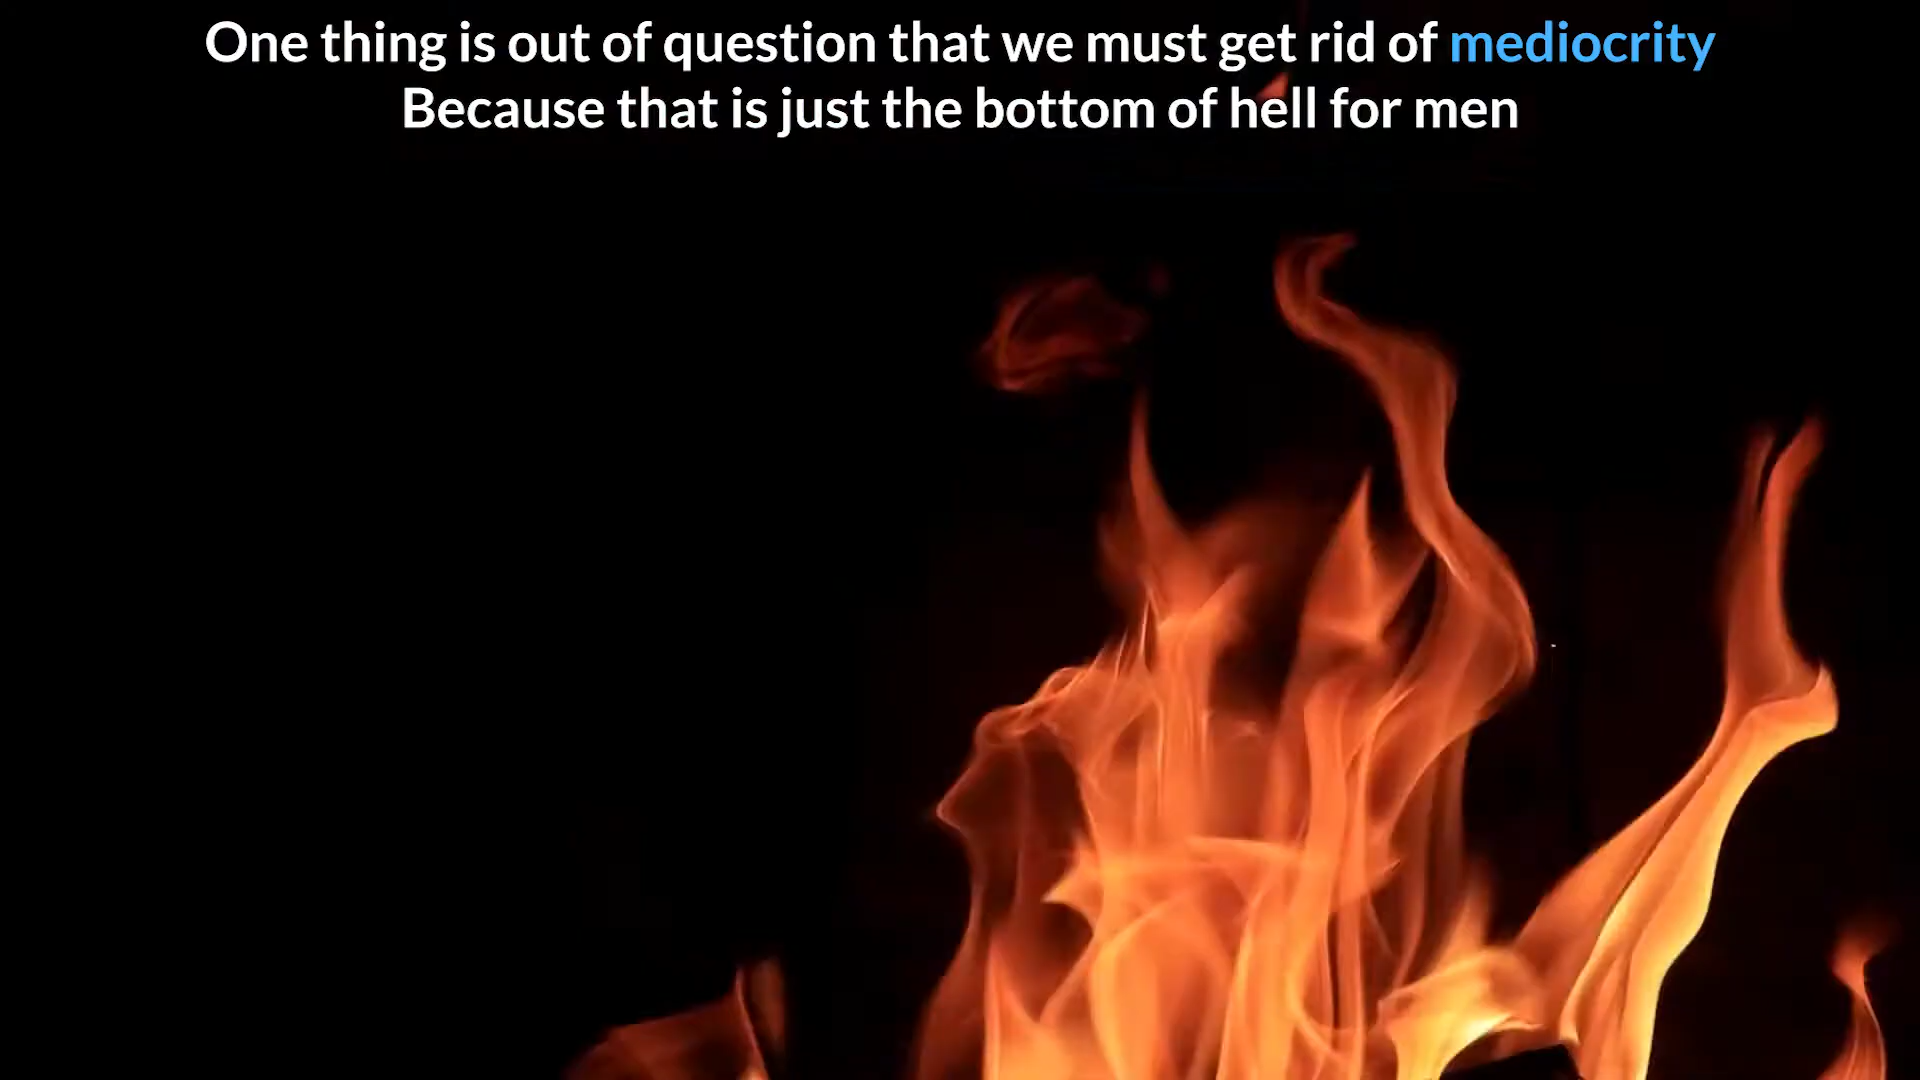 One thing is out of question that we must get rid of mediocrity
Because that is just the bottom of hell for men